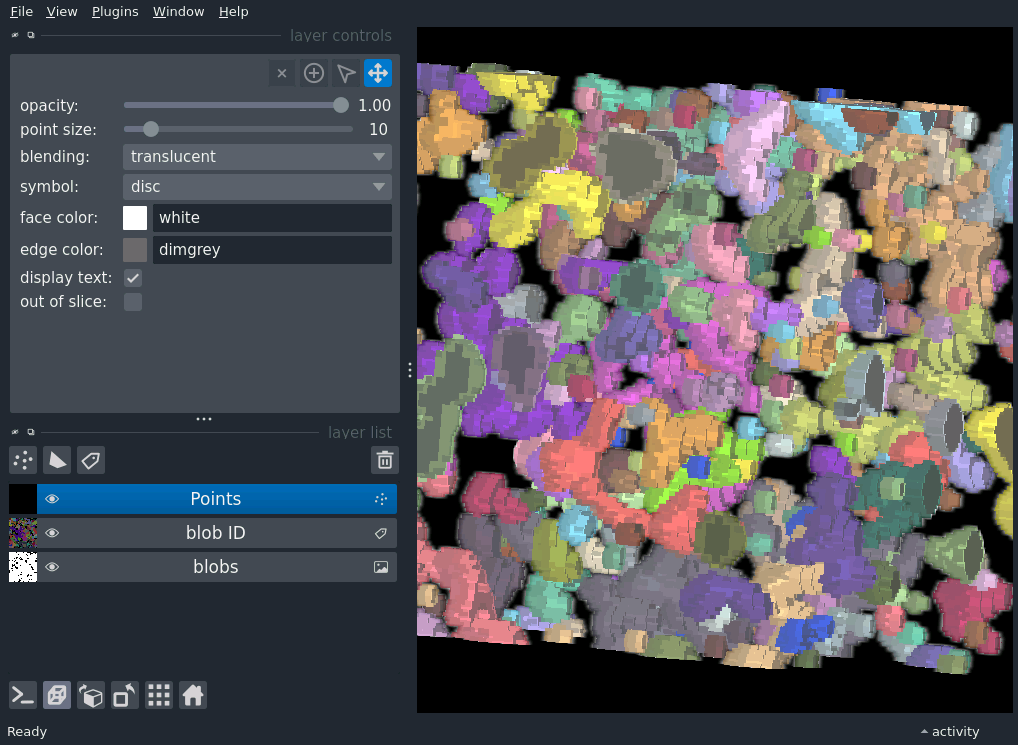 File View Plugins Window Help
layer controls
opacity: 1.00
point size: 10
blending: translucent
symbol: disc
face color: white
edge color: dimgrey
display text:
out of slice:
layer list
Points
blob ID
blobs
Ready
activity